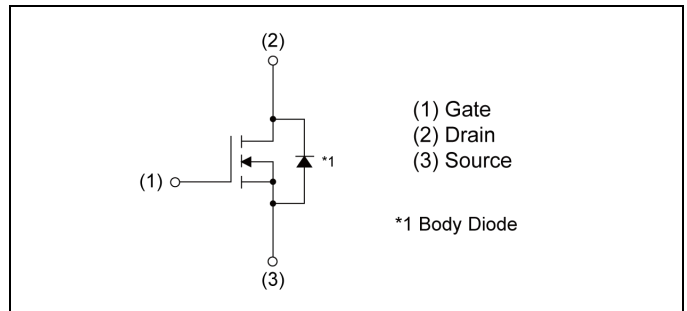 (2)
(1) Gate
(2) Drain
(3) Source
*1
(1)
*1 Body Diode
(3)